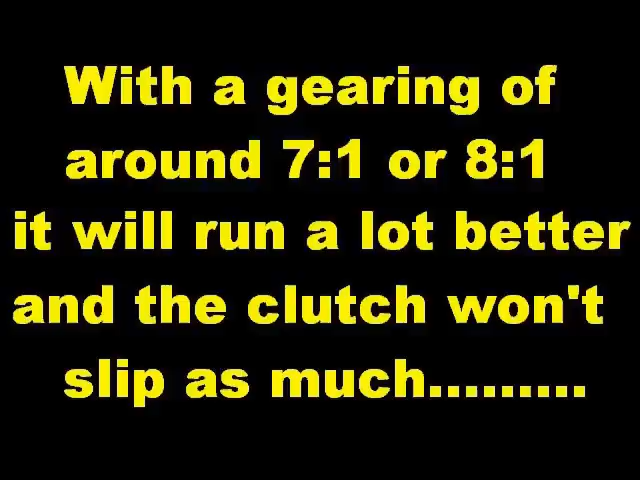 With a gearing of
around 7:1 or 8:1
it will run a lot better
and the clutch won't
slip as much.........